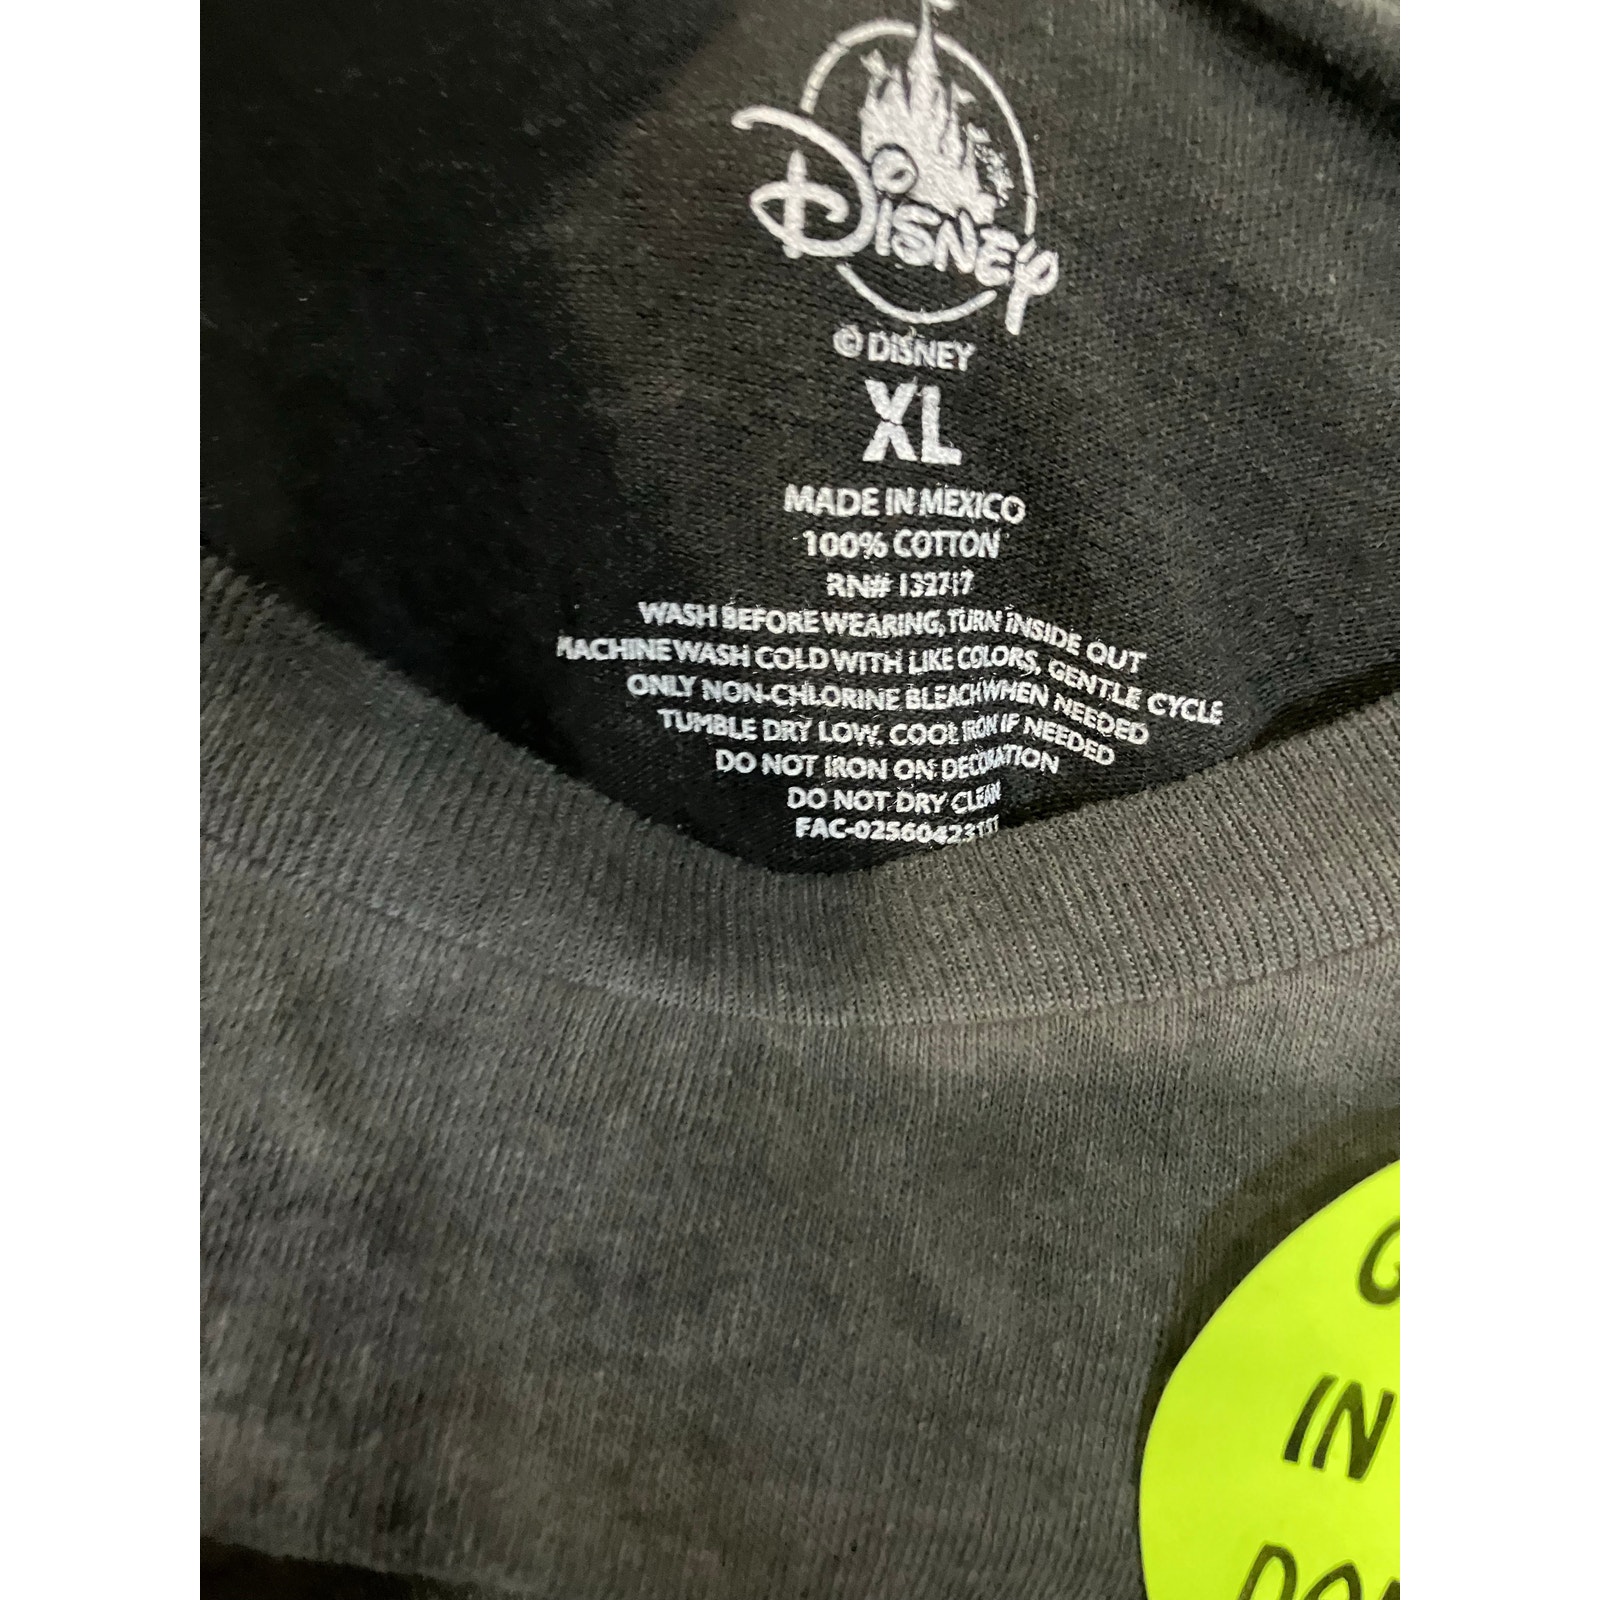 Disney
© DISNEY
XL
MADE IN MEXICO
100% COTTON
RN# 132717
WASH BEFORE WEARING, TURN INSIDE OUT
MACHINE WASH COLD WITH LIKE COLORS, GENTLE CYCLE
ONLY NON-CHLORINE BLEACH WHEN NEEDED
TUMBLE DRY LOW. COOL IRON IF NEEDED
DO NOT IRON ON DECORATION
DO NOT DRY CLEAN
FAC-02560423
IN